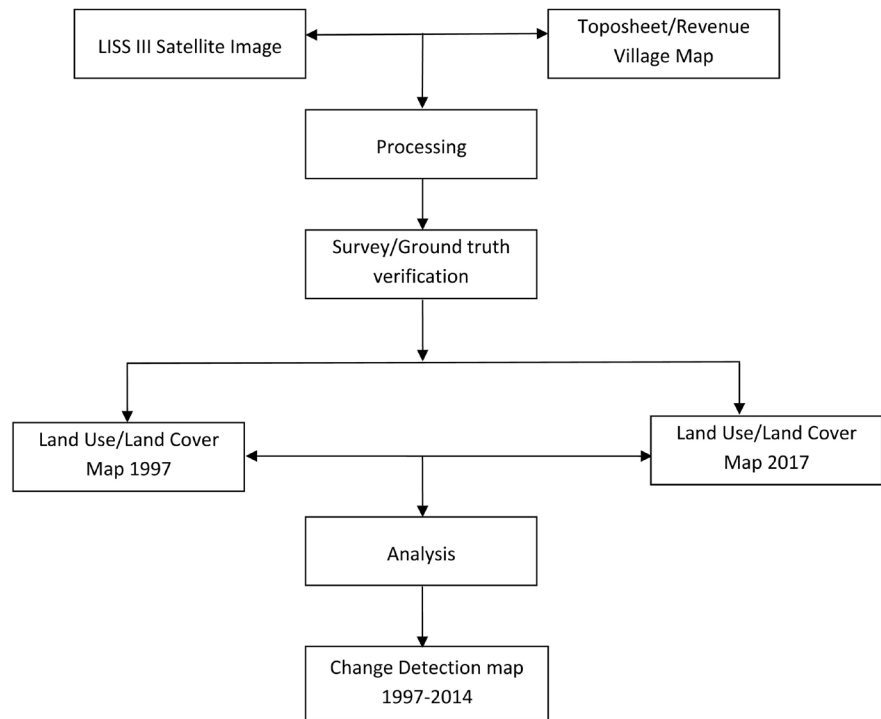 LISS III Satellite Image
Toposheet/Revenue
Village Map
Processing
Survey/Ground truth
verification
Land Use/Land Cover
Map 1997
Land Use/Land Cover
Map 2017
Analysis
Change Detection map
1997-2014